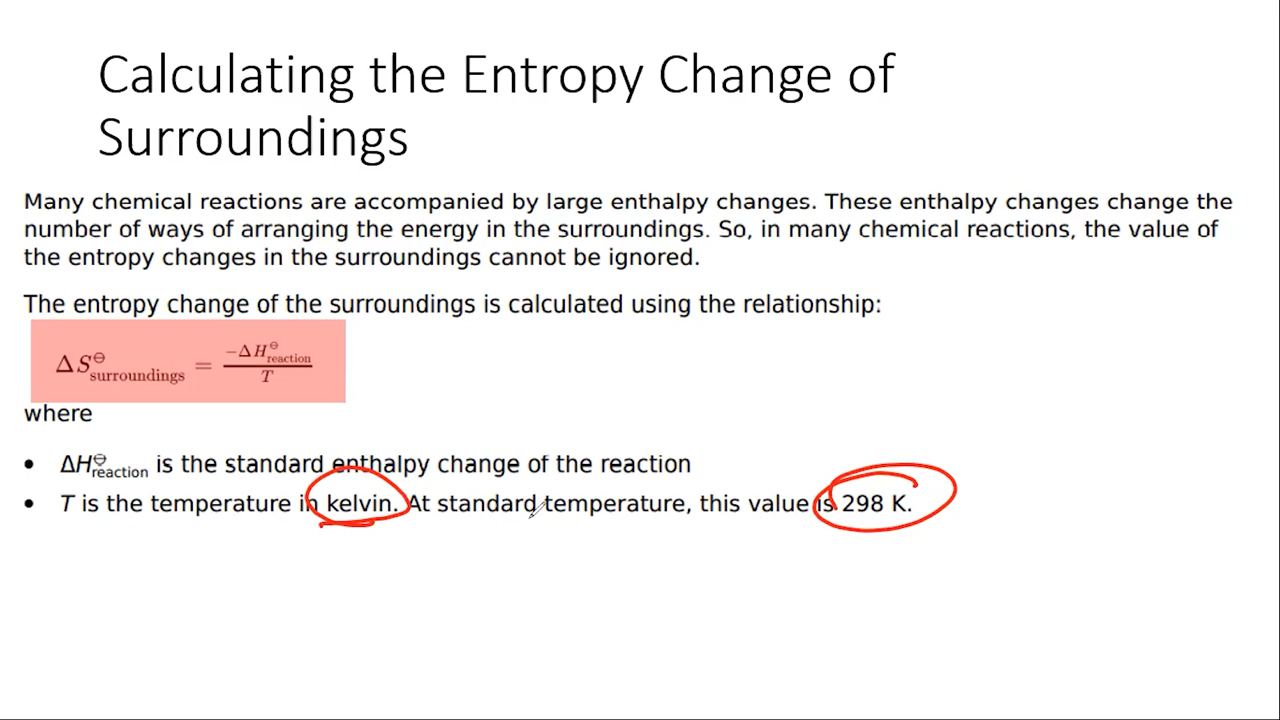 Calculating the Entropy Change of
Surroundings
Many chemical reactions are accompanied by large enthalpy changes. These enthalpy changes change the
number of ways of arranging the energy in the surroundings. So, in many chemical reactions, the value of
the entropy changes in the surroundings cannot be ignored.
The entropy change of the surroundings is calculated using the relationship:
ΔS⊖surroundings = −ΔH⊖reaction / T
where
• ΔH⊖reaction is the standard enthalpy change of the reaction
• T is the temperature in kelvin. At standard temperature, this value is 298 K.